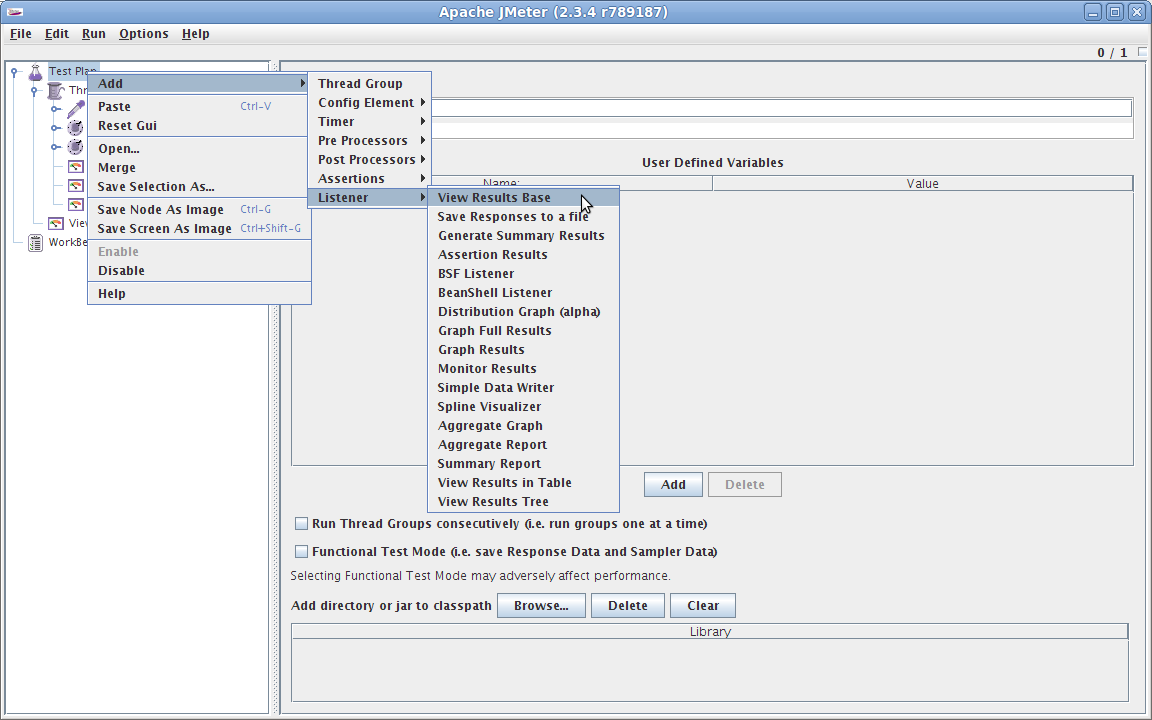 Apache JMeter (2.3.4 r789187)
File Edit Run Options Help
0 / 1
Test Plan
Add
Paste Ctrl-V
Reset Gui
Open...
Merge
Save Selection As...
Save Node As Image Ctrl-G
Save Screen As Image Ctrl+Shift-G
Enable
Disable
Help
Thread Group
Config Element
Timer
Pre Processors
Post Processors
Assertions
Listener
View Results Base
Save Responses to a file
Generate Summary Results
Assertion Results
BSF Listener
BeanShell Listener
Distribution Graph (alpha)
Graph Full Results
Graph Results
Monitor Results
Simple Data Writer
Spline Visualizer
Aggregate Graph
Aggregate Report
Summary Report
View Results in Table
View Results Tree
User Defined Variables
Name: Value
Add Delete
Run Thread Groups consecutively (i.e. run groups one at a time)
Functional Test Mode (i.e. save Response Data and Sampler Data)
Selecting Functional Test Mode may adversely affect performance.
Add directory or jar to classpath Browse... Delete Clear
Library